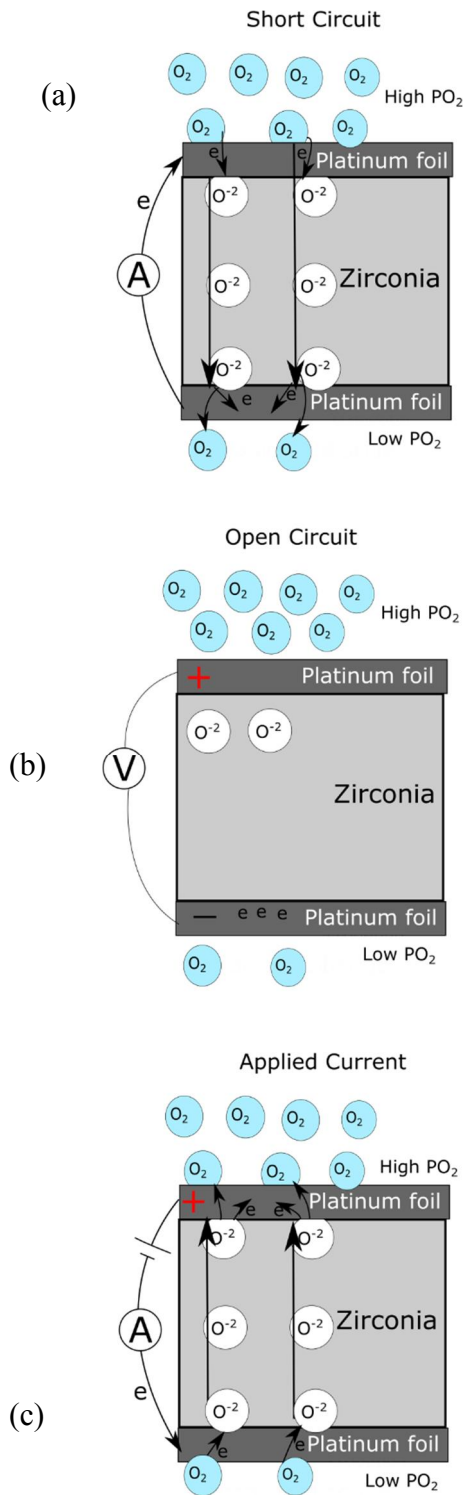 Short Circuit
O₂ O₂ O₂ O₂
(a)
High PO₂
O₂ O₂ O₂
e e
Platinum foil
e
O⁻² O⁻²
A
O⁻² O⁻²
Zirconia
O⁻² O⁻²
e e
Platinum foil
O₂ O₂
Low PO₂
Open Circuit
O₂ O₂ O₂ O₂
High PO₂
O₂ O₂ O₂
+
Platinum foil
O⁻² O⁻²
(b)
V
Zirconia
− e e e
Platinum foil
Low PO₂
O₂ O₂
Applied Current
O₂ O₂ O₂ O₂
High PO₂
O₂ O₂ O₂
+
e e
Platinum foil
O⁻² O⁻²
A
O⁻² O⁻²
Zirconia
e
(c)
O⁻² O⁻²
e e
Platinum foil
O₂ O₂
Low PO₂